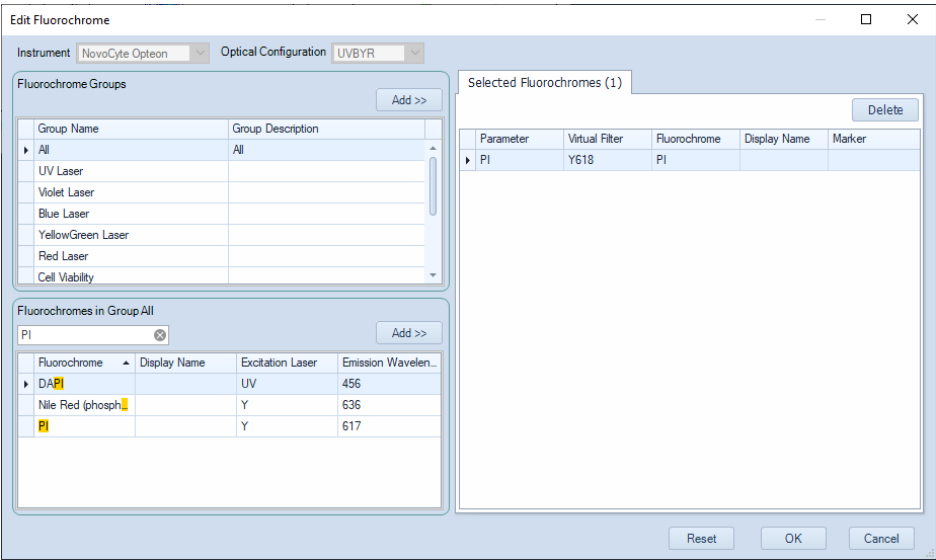 Edit Fluorochrome
Instrument NovoCyte Opteon Optical Configuration UVBYR
Fluorochrome Groups
Add >>
Group Name Group Description
All All
UV Laser
Violet Laser
Blue Laser
YellowGreen Laser
Red Laser
Cell Viability
Fluorochromes in Group All
PI Add >>
Fluorochrome Display Name Excitation Laser Emission Wavelen...
DAPI UV 456
Nile Red (phosph... Y 636
PI Y 617
Selected Fluorochromes (1)
Delete
Parameter Virtual Filter Fluorochrome Display Name Marker
PI Y618 PI
Reset OK Cancel